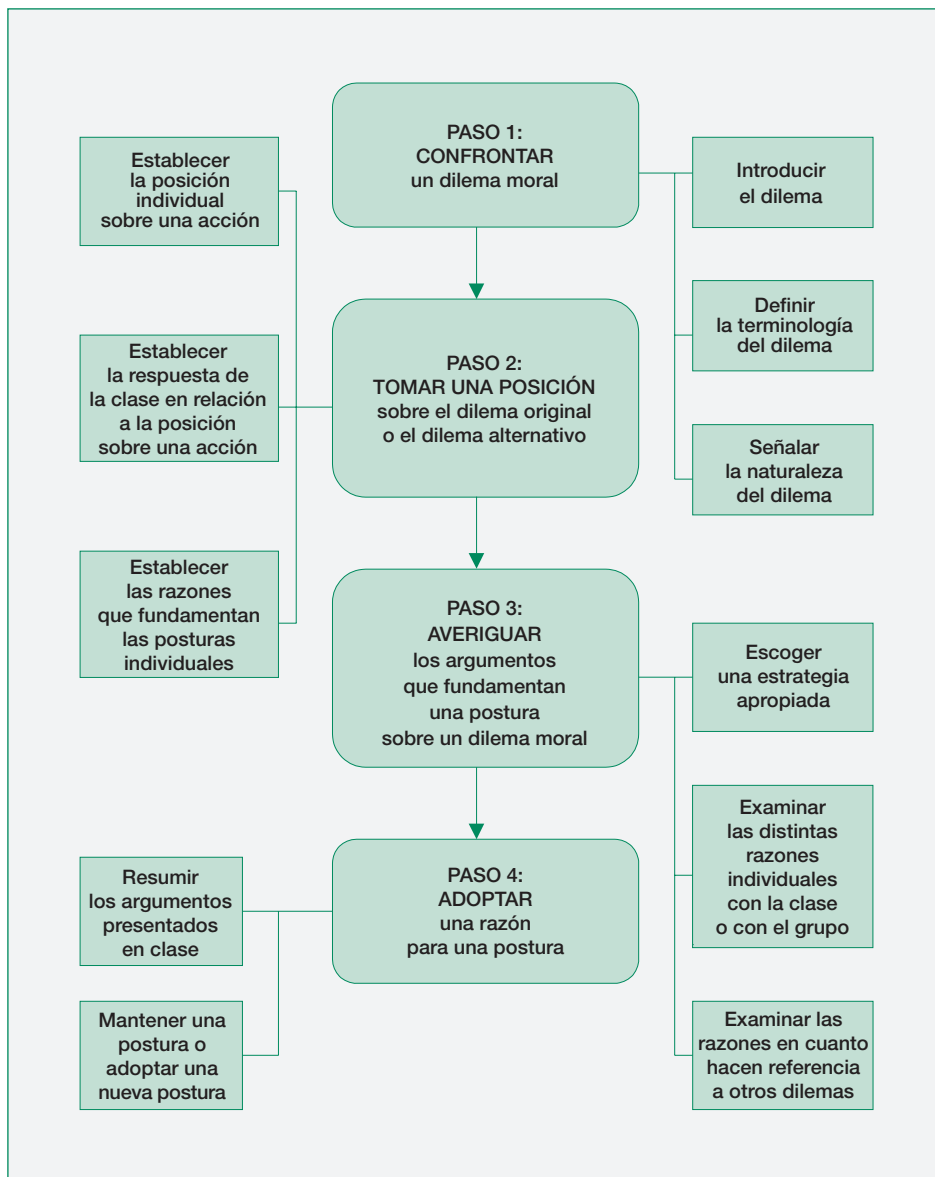 PASO 1:
CONFRONTAR
un dilema moral
Introducir
el dilema
Definir
la terminología
del dilema
Señalar
la naturaleza
del dilema
PASO 2:
TOMAR UNA POSICIÓN
sobre el dilema original
o el dilema alternativo
Establecer
la posición
individual
sobre una acción
Establecer
la respuesta de
la clase en relación
a la posición
sobre una acción
Establecer
las razones
que fundamentan
las posturas
individuales
PASO 3:
AVERIGUAR
los argumentos
que fundamentan
una postura
sobre un dilema moral
Escoger
una estrategia
apropiada
Examinar
las distintas
razones
individuales
con la clase
o con el grupo
Examinar las
razones en cuanto
hacen referencia
a otros dilemas
PASO 4:
ADOPTAR
una razón
para una postura
Resumir
los argumentos
presentados
en clase
Mantener una
postura o
adoptar una
nueva postura